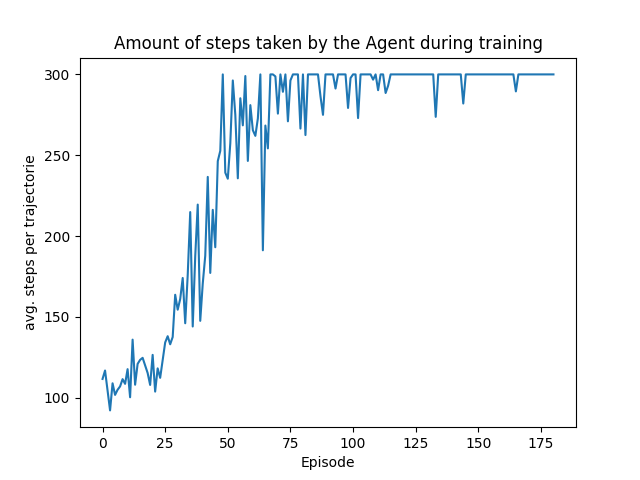 Amount of steps taken by the Agent during training
300
250
200
150
100
avg. steps per trajectorie
0 25 50 75 100 125 150 175
Episode